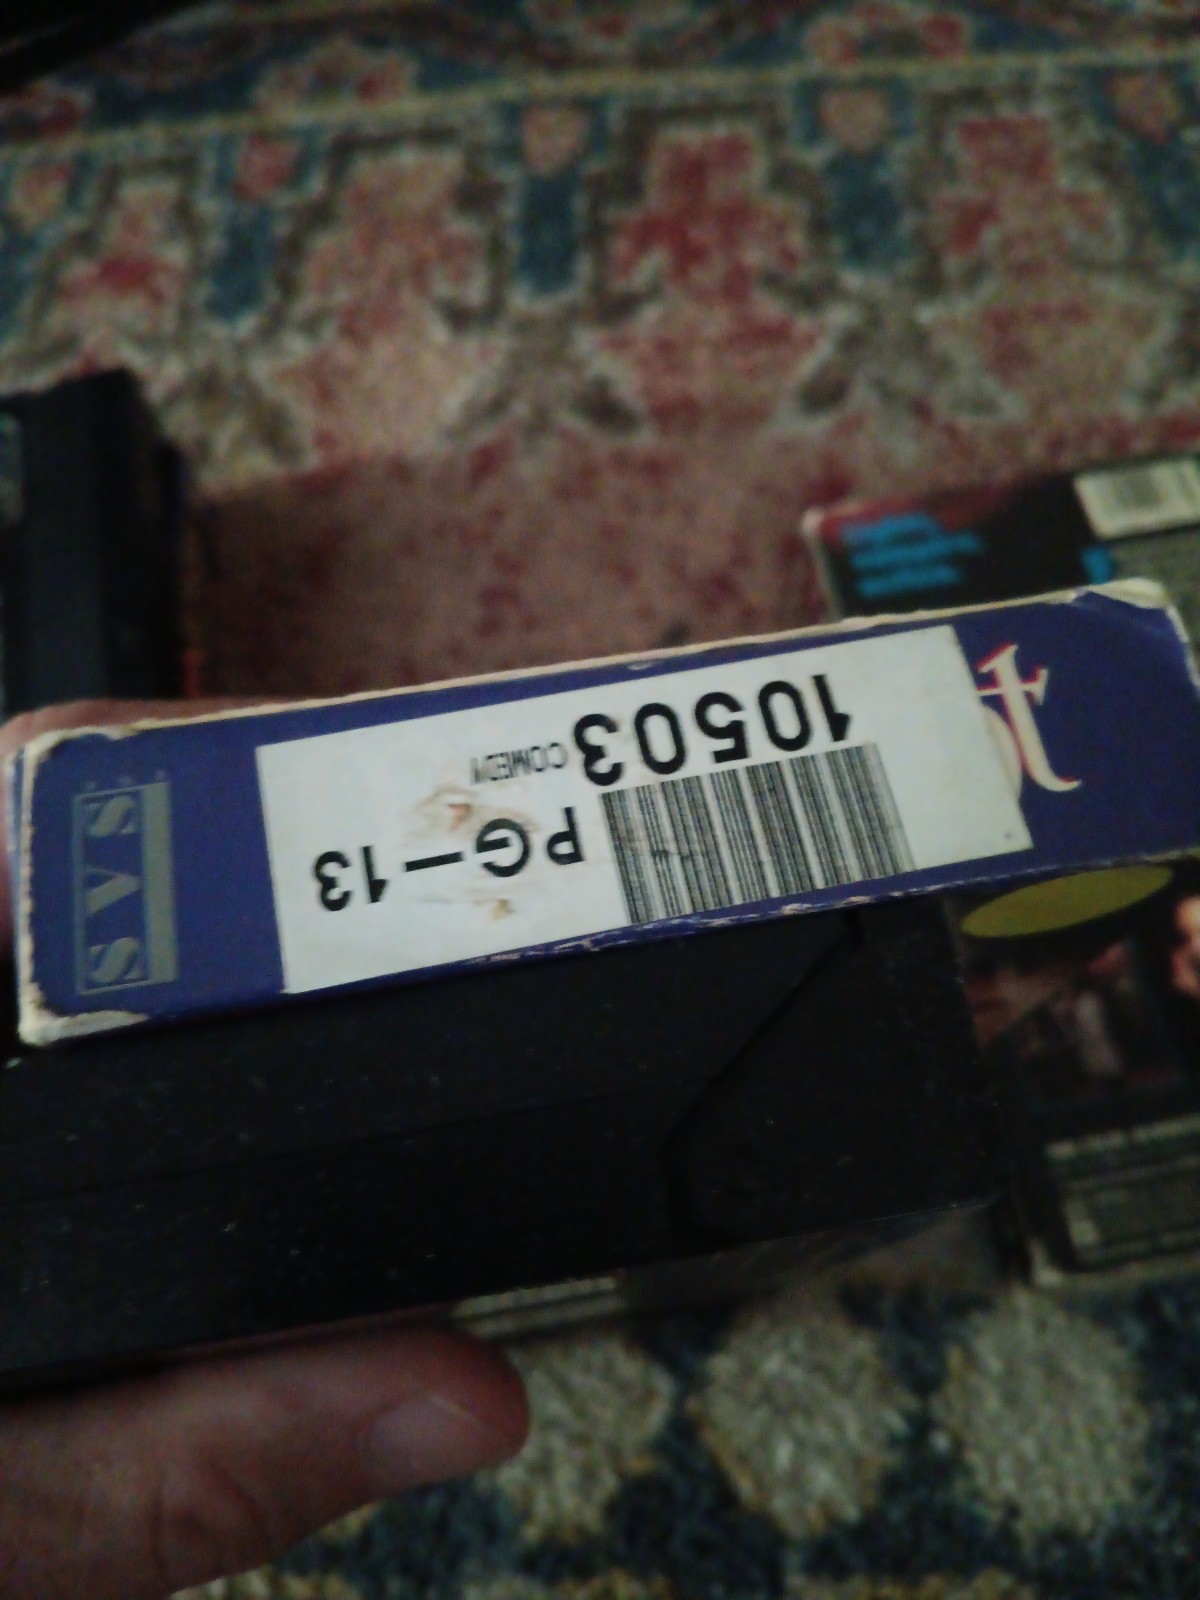 10503
COMEDY
PG-13
SVS
t